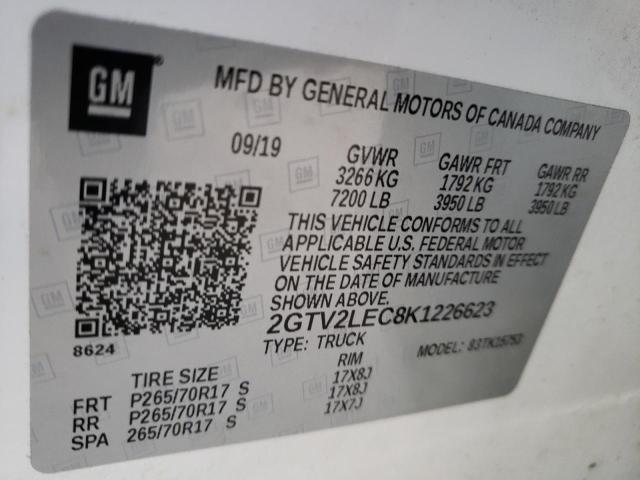 GM®
MFD BY GENERAL MOTORS OF CANADA COMPANY
09/19 GVWR GAWR FRT GAWR RR
3266 KG 1792 KG 1792 KG
7200 LB 3950 LB 3950 LB
THIS VEHICLE CONFORMS TO ALL
APPLICABLE U.S. FEDERAL MOTOR
VEHICLE SAFETY STANDARDS IN EFFECT
ON THE DATE OF MANUFACTURE
SHOWN ABOVE.
2GTV2LEC8K1226623
8624
TYPE: TRUCK MODEL:
TIRE SIZE RIM
FRT P265/70R17 S 17X8J
RR P265/70R17 S 17X8J
SPA 265/70R17 S 17X7J